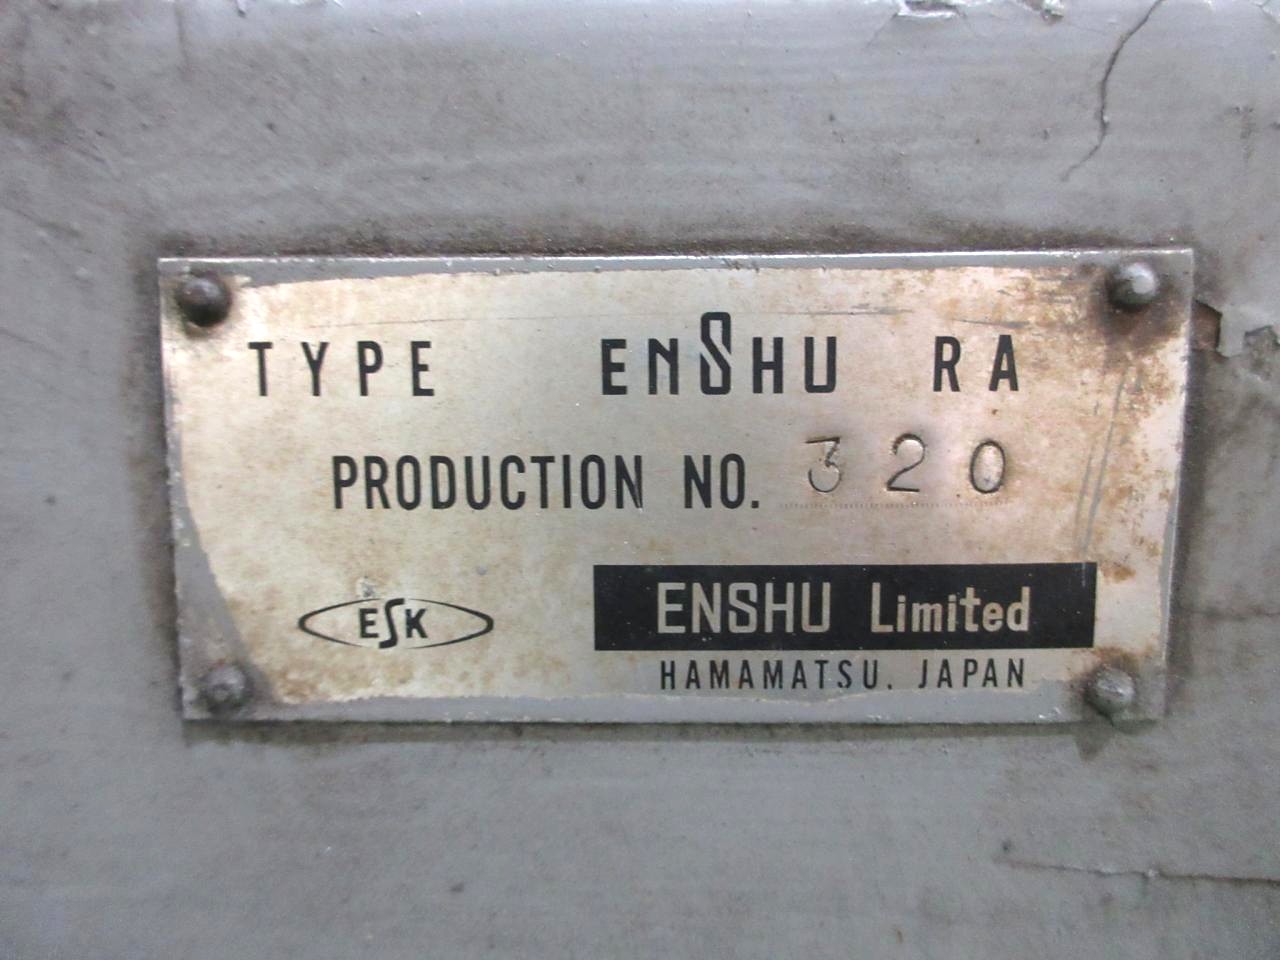 TYPE ENSHU RA
PRODUCTION NO. 320
ESK
ENSHU Limited
HAMAMATSU, JAPAN